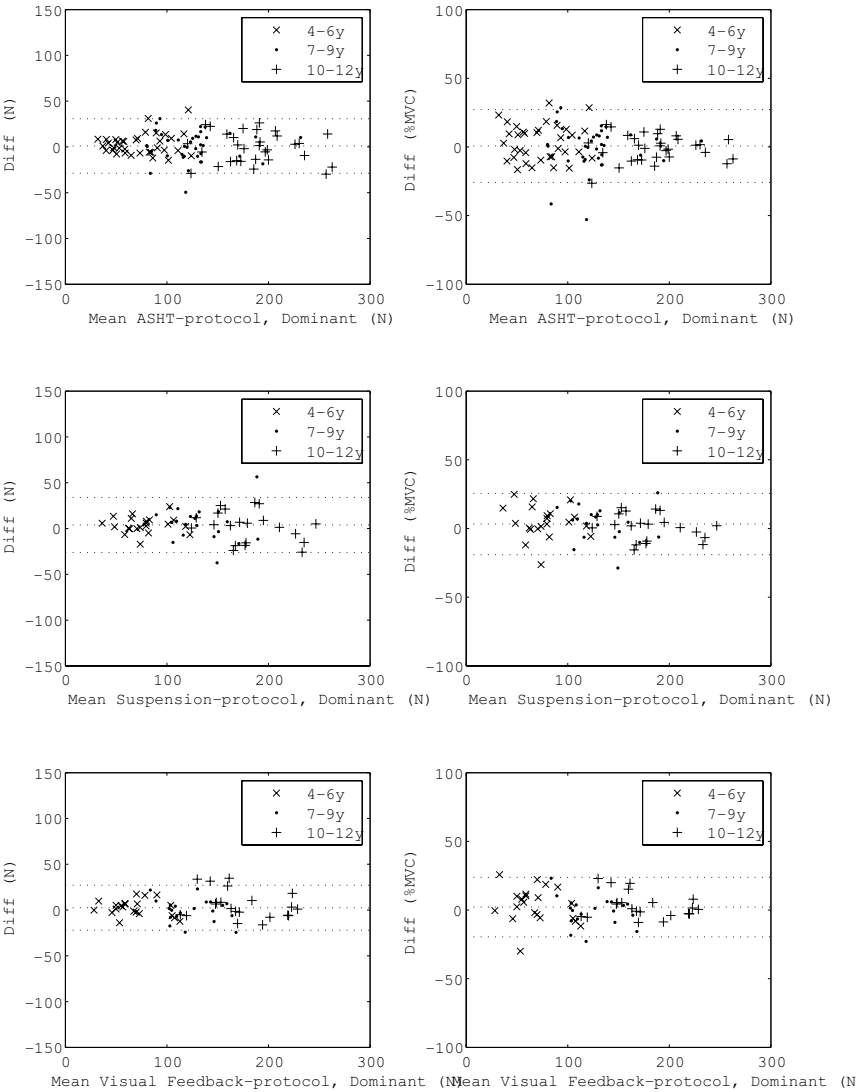 150
100
50
0
−50
−100
−150
Diff (N)
0 100 200 300
Mean ASHT−protocol, Dominant (N)
4−6y
7−9y
10−12y
100
50
0
−50
−100
Diff (%MVC)
0 100 200 300
Mean ASHT−protocol, Dominant (N)
4−6y
7−9y
10−12y
150
100
50
0
−50
−100
−150
Diff (N)
0 100 200 300
Mean Suspension−protocol, Dominant (N)
4−6y
7−9y
10−12y
100
50
0
−50
−100
Diff (%MVC)
0 100 200 300
Mean Suspension−protocol, Dominant (N)
4−6y
7−9y
10−12y
150
100
50
0
−50
−100
−150
Diff (N)
0 100 200 300
Mean Visual Feedback−protocol, Dominant (N)
4−6y
7−9y
10−12y
100
50
0
−50
−100
Diff (%MVC)
0 100 200 300
Mean Visual Feedback−protocol, Dominant (N
4−6y
7−9y
10−12y